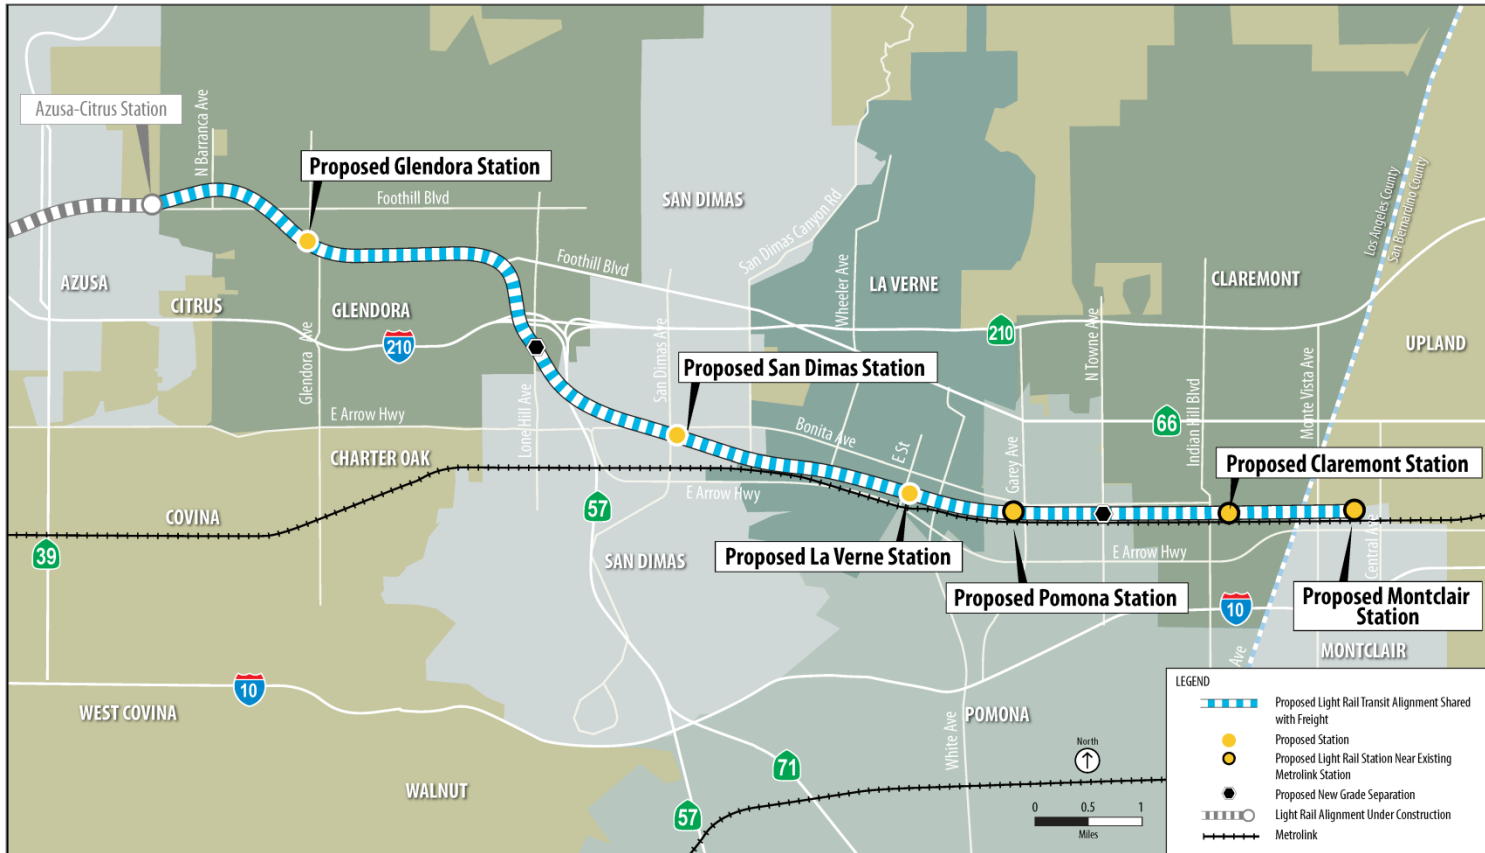 Azusa-Citrus Station
N Barranca Ave
Proposed Glendora Station
Foothill Blvd
SAN DIMAS
San Dimas Canyon Rd
Los Angeles County
San Bernardino County
Foothill Blvd
AZUSA
CITRUS
GLENDORA
Wheeler Ave
LA VERNE
CLAREMONT
210
Glendora Ave
San Dimas Ave
210
N Towne Ave
Monte Vista Ave
UPLAND
Proposed San Dimas Station
E Arrow Hwy
Lone Hill Ave
Bonita Ave
66
Indian Hill Blvd
CHARTER OAK
E St
Garey Ave
Proposed Claremont Station
E Arrow Hwy
57
COVINA
39
SAN DIMAS
Proposed La Verne Station
E Arrow Hwy
Central Ave
Proposed Pomona Station
10
Proposed Montclair
Station
MONTCLAIR
Ave
10
WEST COVINA
POMONA
White Ave
WALNUT
71
57
North
0 0.5 1
Miles
LEGEND
Proposed Light Rail Transit Alignment Shared
with Freight
Proposed Station
Proposed Light Rail Station Near Existing
Metrolink Station
Proposed New Grade Separation
Light Rail Alignment Under Construction
Metrolink